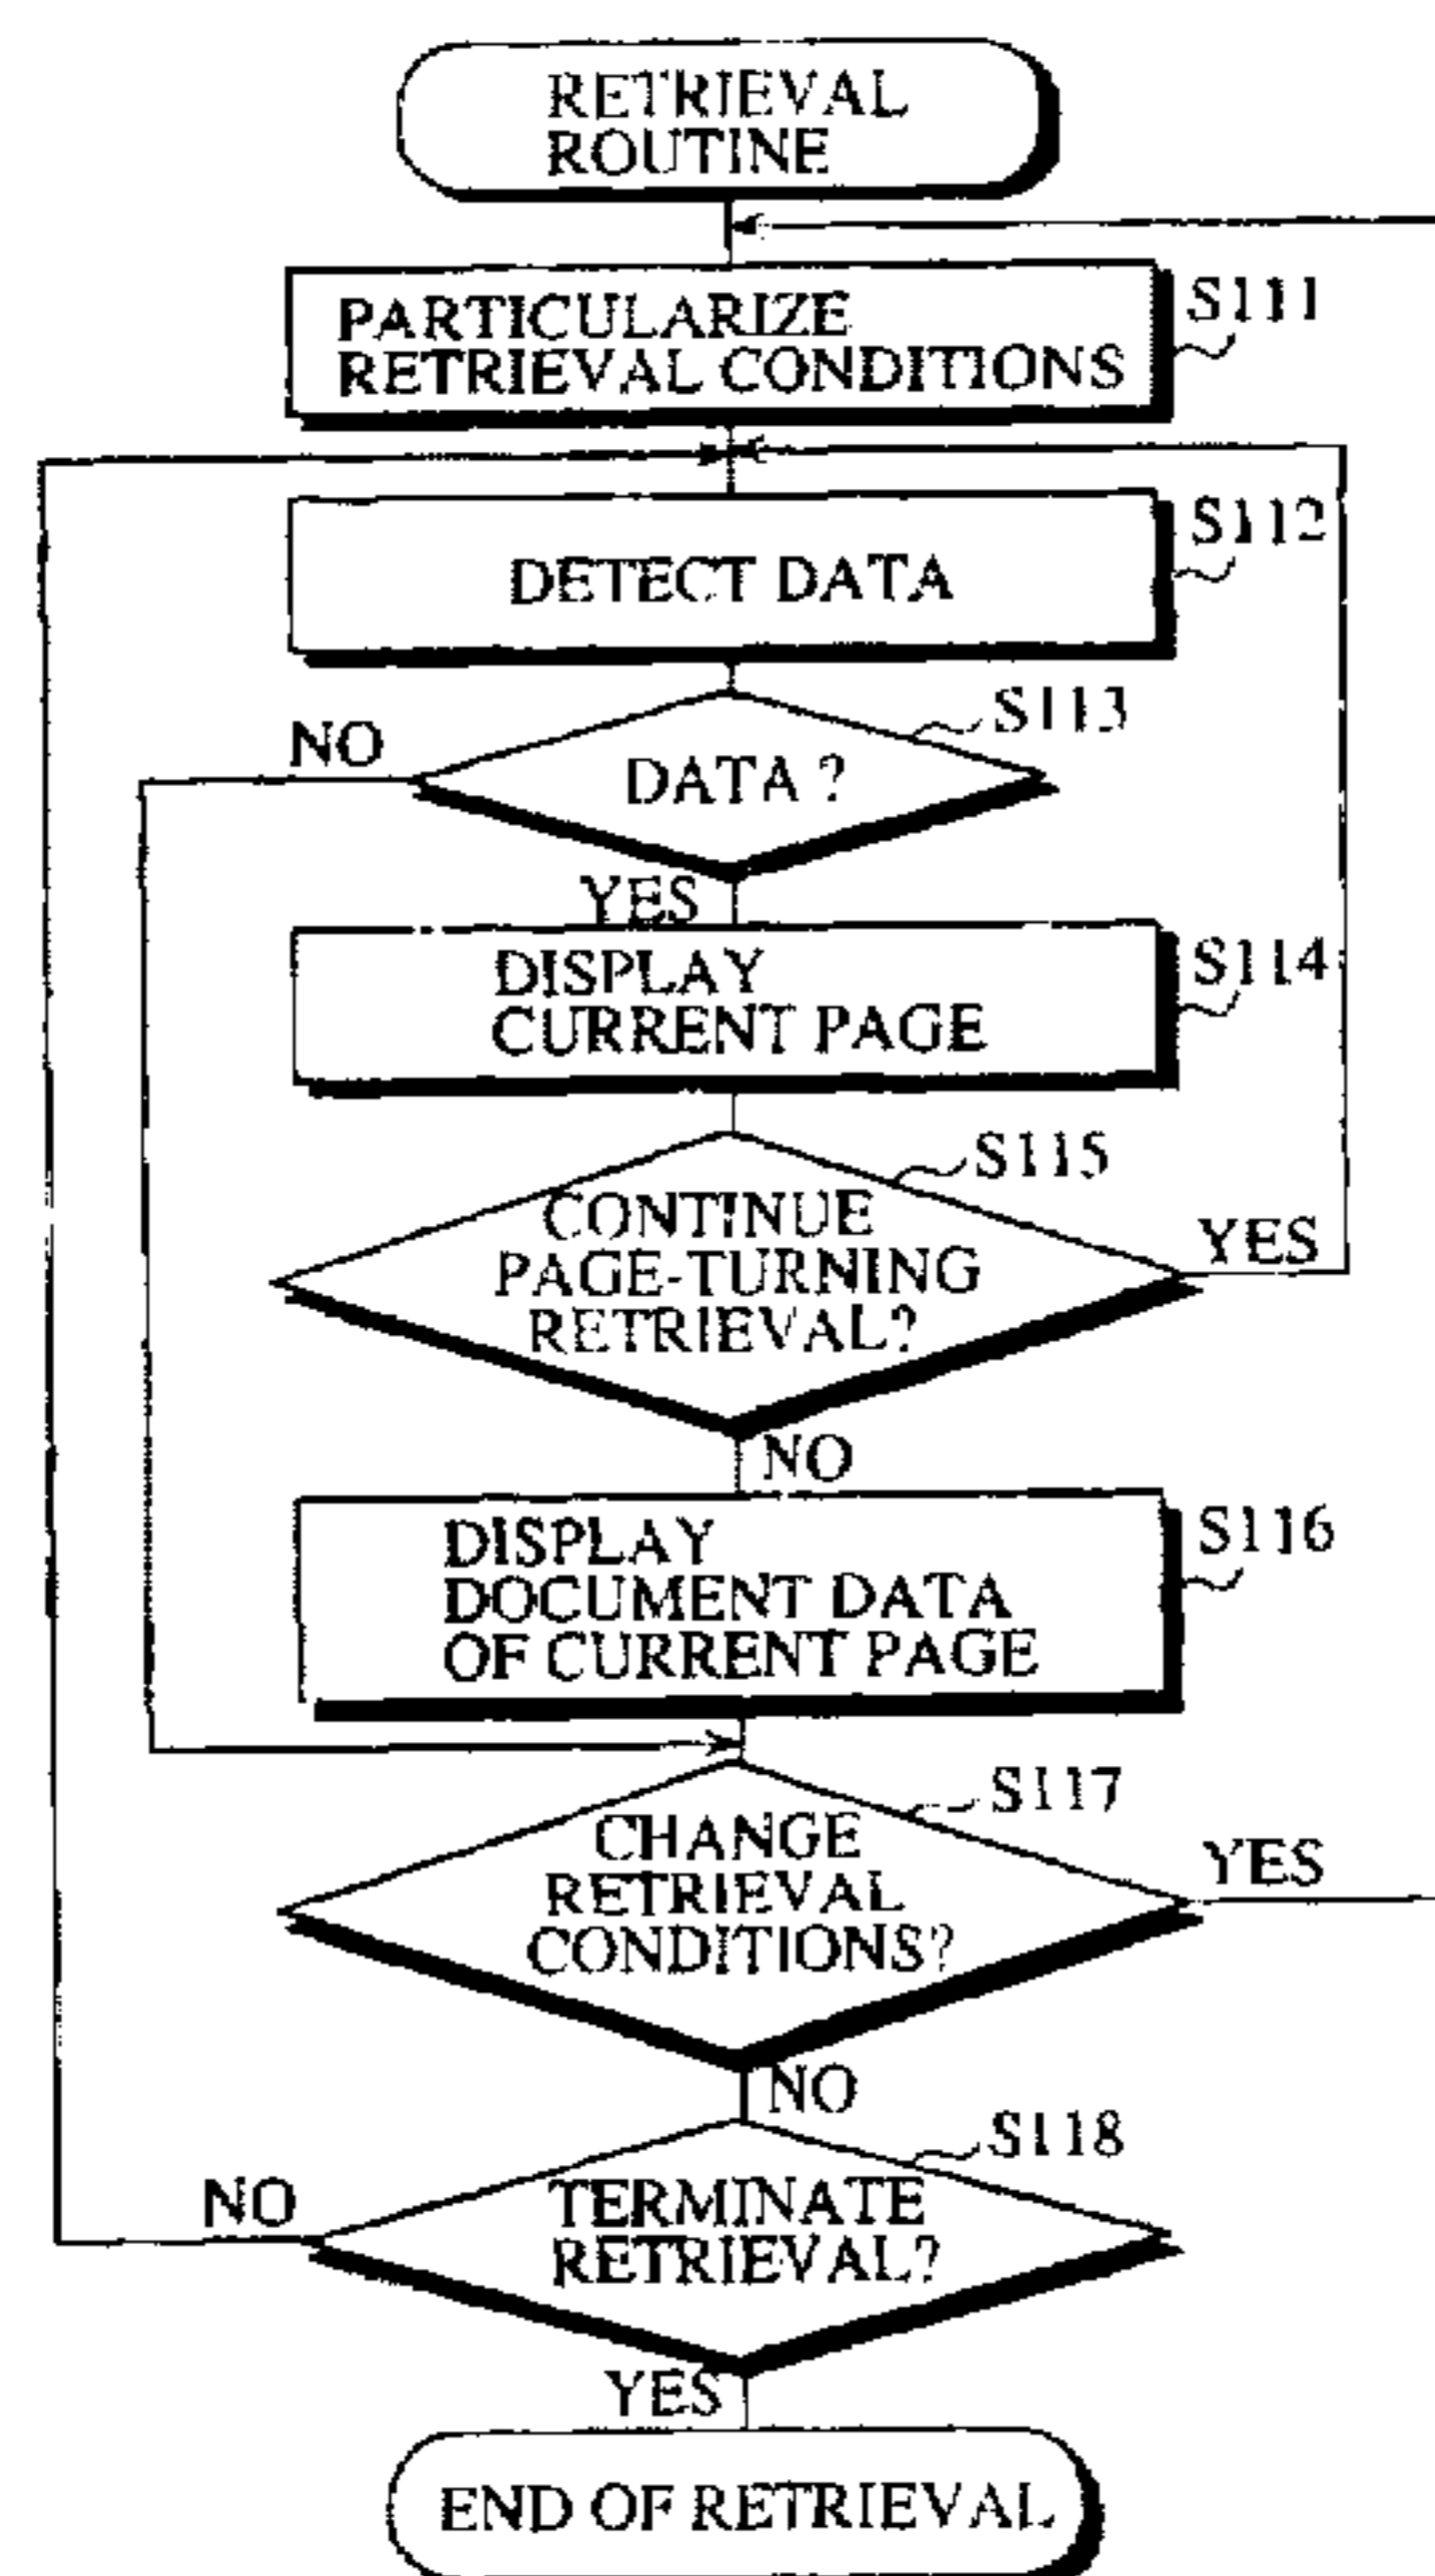 RETRIEVAL
ROUTINE
PARTICULARIZE
RETRIEVAL CONDITIONS
S111
DETECT DATA
S112
DATA ?
S113
NO
YES
DISPLAY
CURRENT PAGE
S114
CONTINUE
PAGE-TURNING
RETRIEVAL?
S115
YES
NO
DISPLAY
DOCUMENT DATA
OF CURRENT PAGE
S116
CHANGE
RETRIEVAL
CONDITIONS?
S117
YES
NO
TERMINATE
RETRIEVAL?
S118
NO
YES
END OF RETRIEVAL